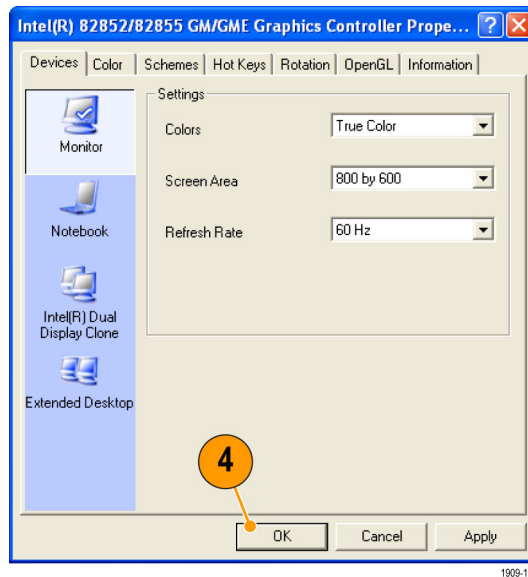 Intel(R) 82852/82855 GM/GME Graphics Controller Prope...
Devices
Color
Schemes
Hot Keys
Rotation
OpenGL
Information
Monitor
Notebook
Intel(R) Dual
Display Clone
Extended Desktop
Settings
Colors
True Color
Screen Area
800 by 600
Refresh Rate
60 Hz
4
OK
Cancel
Apply